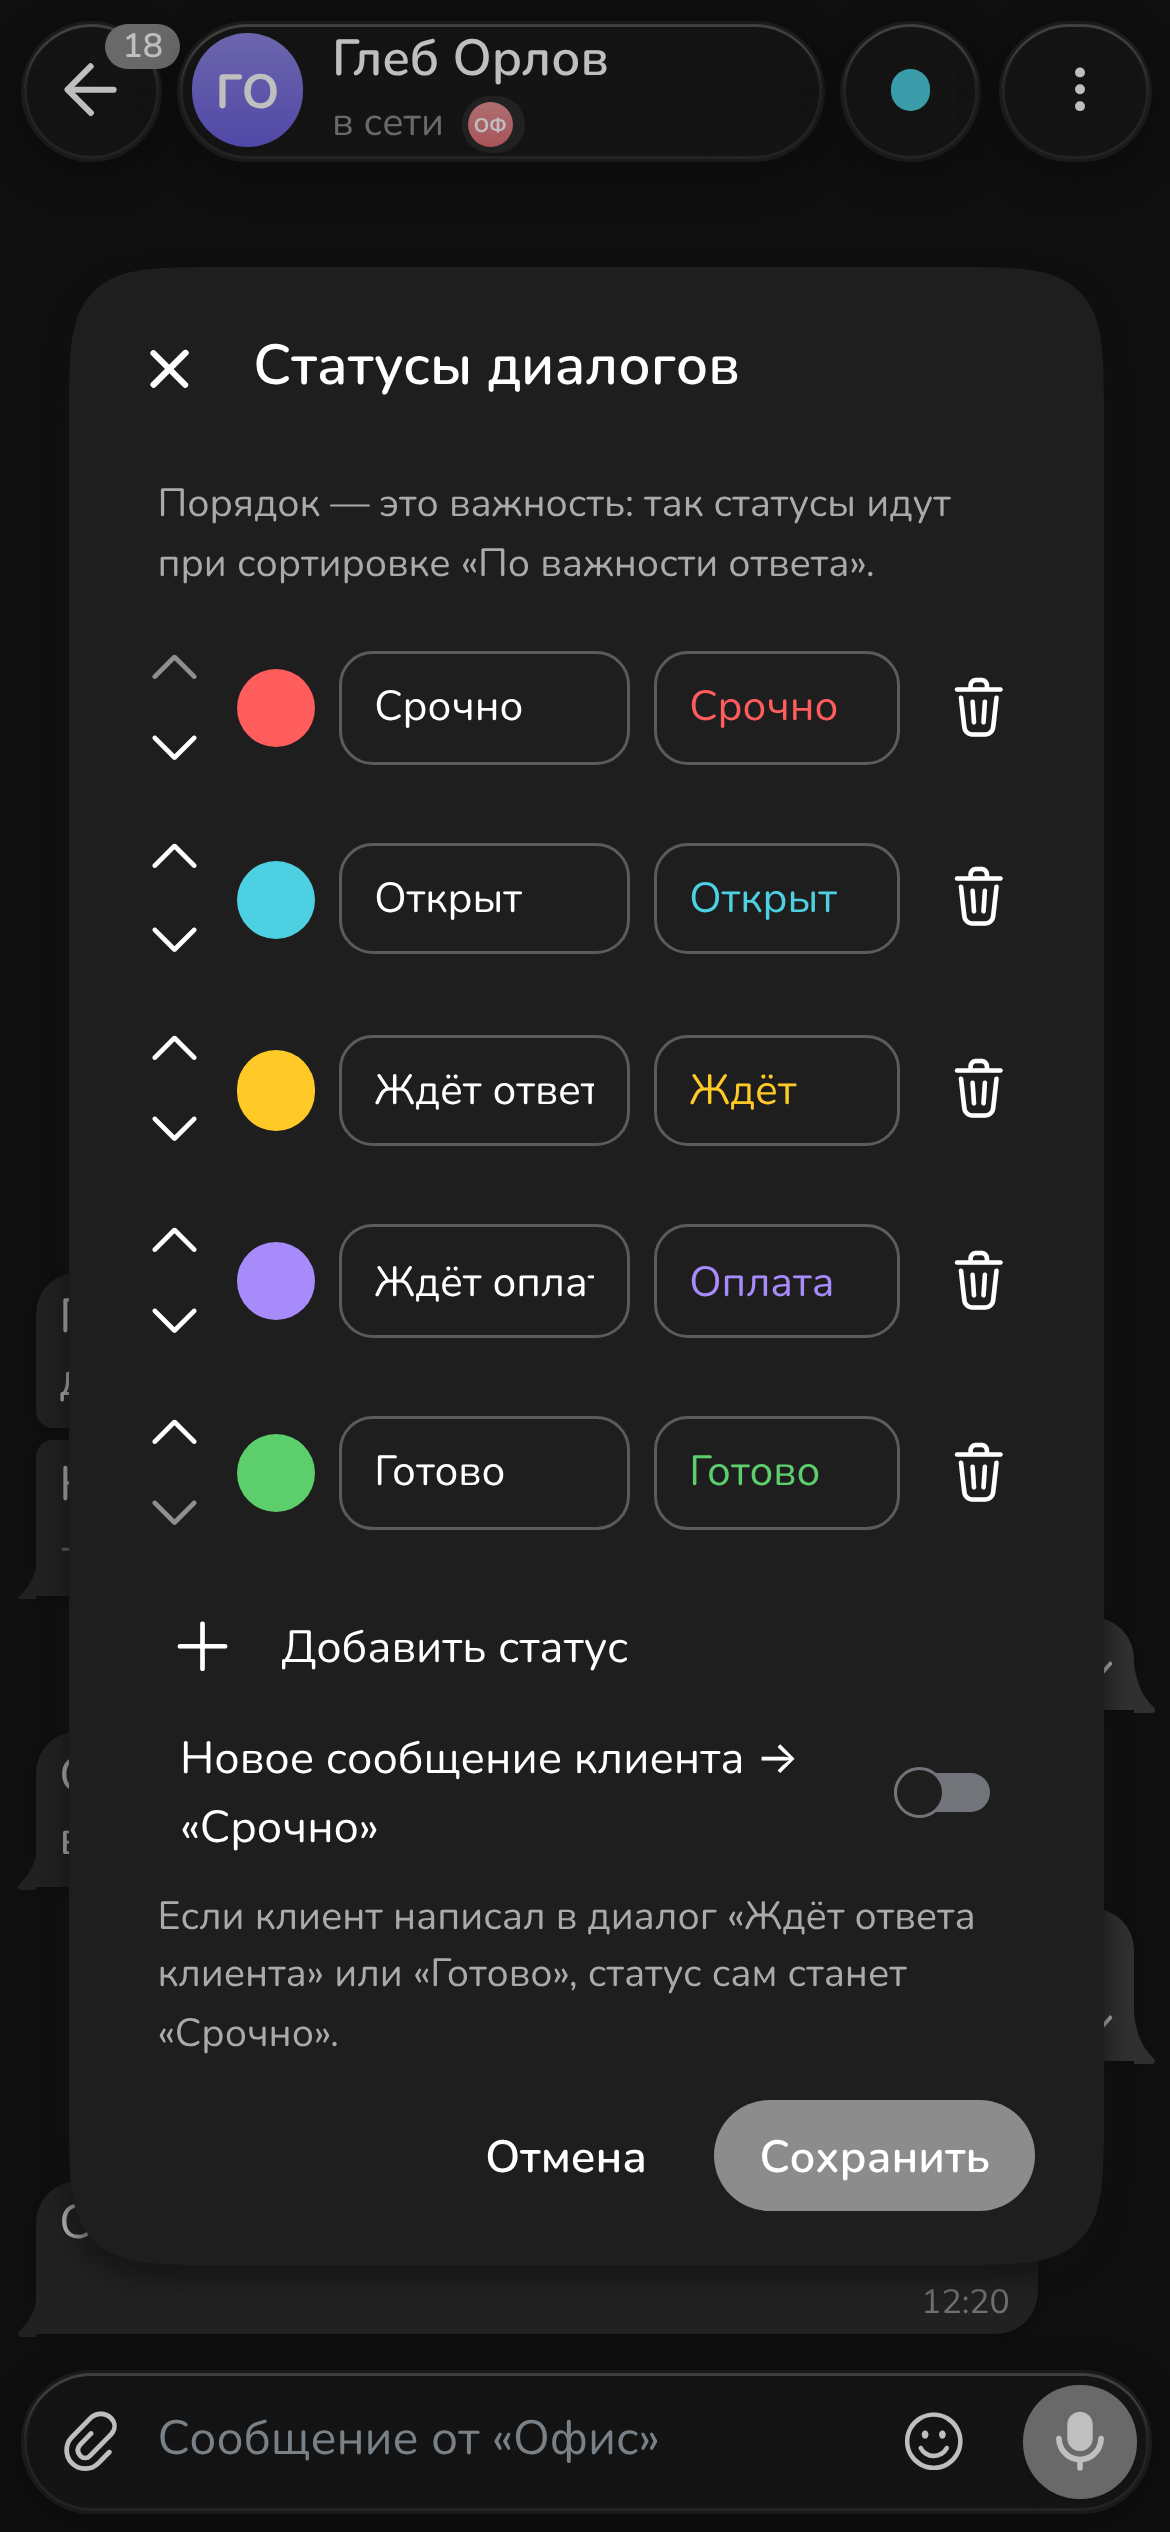 18
ГО
Глеб Орлов
в сети ОФ
Статусы диалогов
Порядок — это важность: так статусы идут
при сортировке «По важности ответа».
Срочно Срочно
Открыт Открыт
Ждёт ответ Ждёт
Ждёт опла Оплата
Готово Готово
Добавить статус
Новое сообщение клиента →
«Срочно»
Если клиент написал в диалог «Ждёт ответа
клиента» или «Готово», статус сам станет
«Срочно».
Отмена Сохранить
12:20
Сообщение от «Офис»